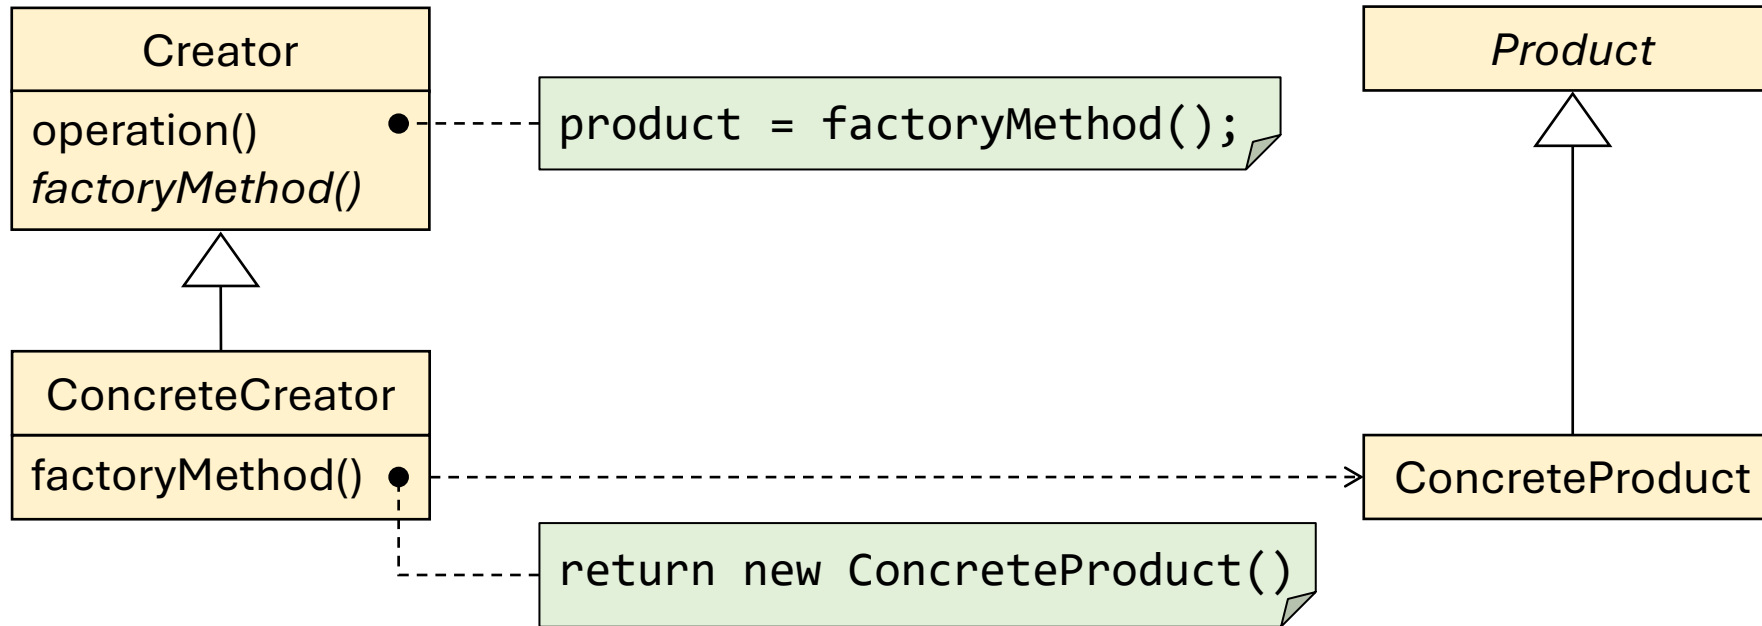 Creator
operation()
factoryMethod()
product = factoryMethod();
Product
ConcreteCreator
factoryMethod()
return new ConcreteProduct()
ConcreteProduct